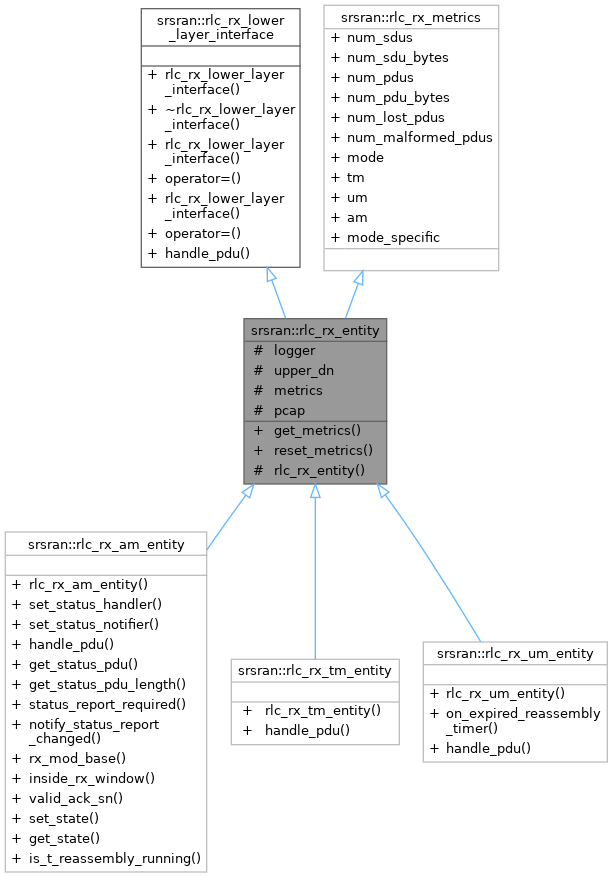 srsran::rlc_rx_lower
_layer_interface
+ rlc_rx_lower_layer
_interface()
+ ~rlc_rx_lower_layer
_interface()
+ rlc_rx_lower_layer
_interface()
+ operator=()
+ rlc_rx_lower_layer
_interface()
+ operator=()
+ handle_pdu()
srsran::rlc_rx_metrics
+ num_sdus
+ num_sdu_bytes
+ num_pdus
+ num_pdu_bytes
+ num_lost_pdus
+ num_malformed_pdus
+ mode
+ tm
+ um
+ am
+ mode_specific
srsran::rlc_rx_entity
# logger
# upper_dn
# metrics
# pcap
+ get_metrics()
+ reset_metrics()
# rlc_rx_entity()
srsran::rlc_rx_am_entity
+ rlc_rx_am_entity()
+ set_status_handler()
+ set_status_notifier()
+ handle_pdu()
+ get_status_pdu()
+ get_status_pdu_length()
+ status_report_required()
+ notify_status_report
_changed()
+ rx_mod_base()
+ inside_rx_window()
+ valid_ack_sn()
+ set_state()
+ get_state()
+ is_t_reassembly_running()
srsran::rlc_rx_tm_entity
+ rlc_rx_tm_entity()
+ handle_pdu()
srsran::rlc_rx_um_entity
+ rlc_rx_um_entity()
+ on_expired_reassembly
_timer()
+ handle_pdu()